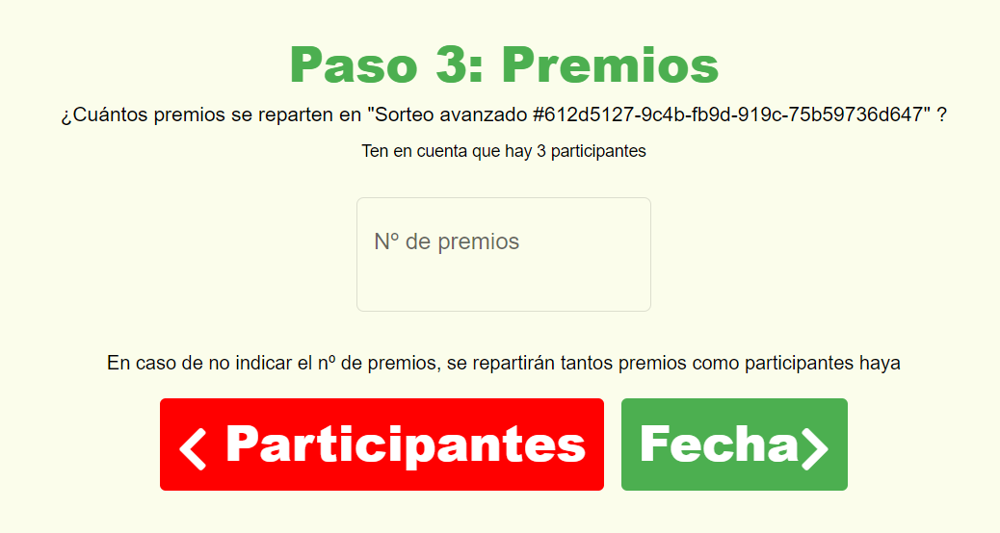 Paso 3: Premios
¿Cuántos premios se reparten en "Sorteo avanzado #612d5127-9c4b-fb9d-919c-75b59736d647" ?
Ten en cuenta que hay 3 participantes
Nº de premios
En caso de no indicar el nº de premios, se repartirán tantos premios como participantes haya
Participantes
Fecha